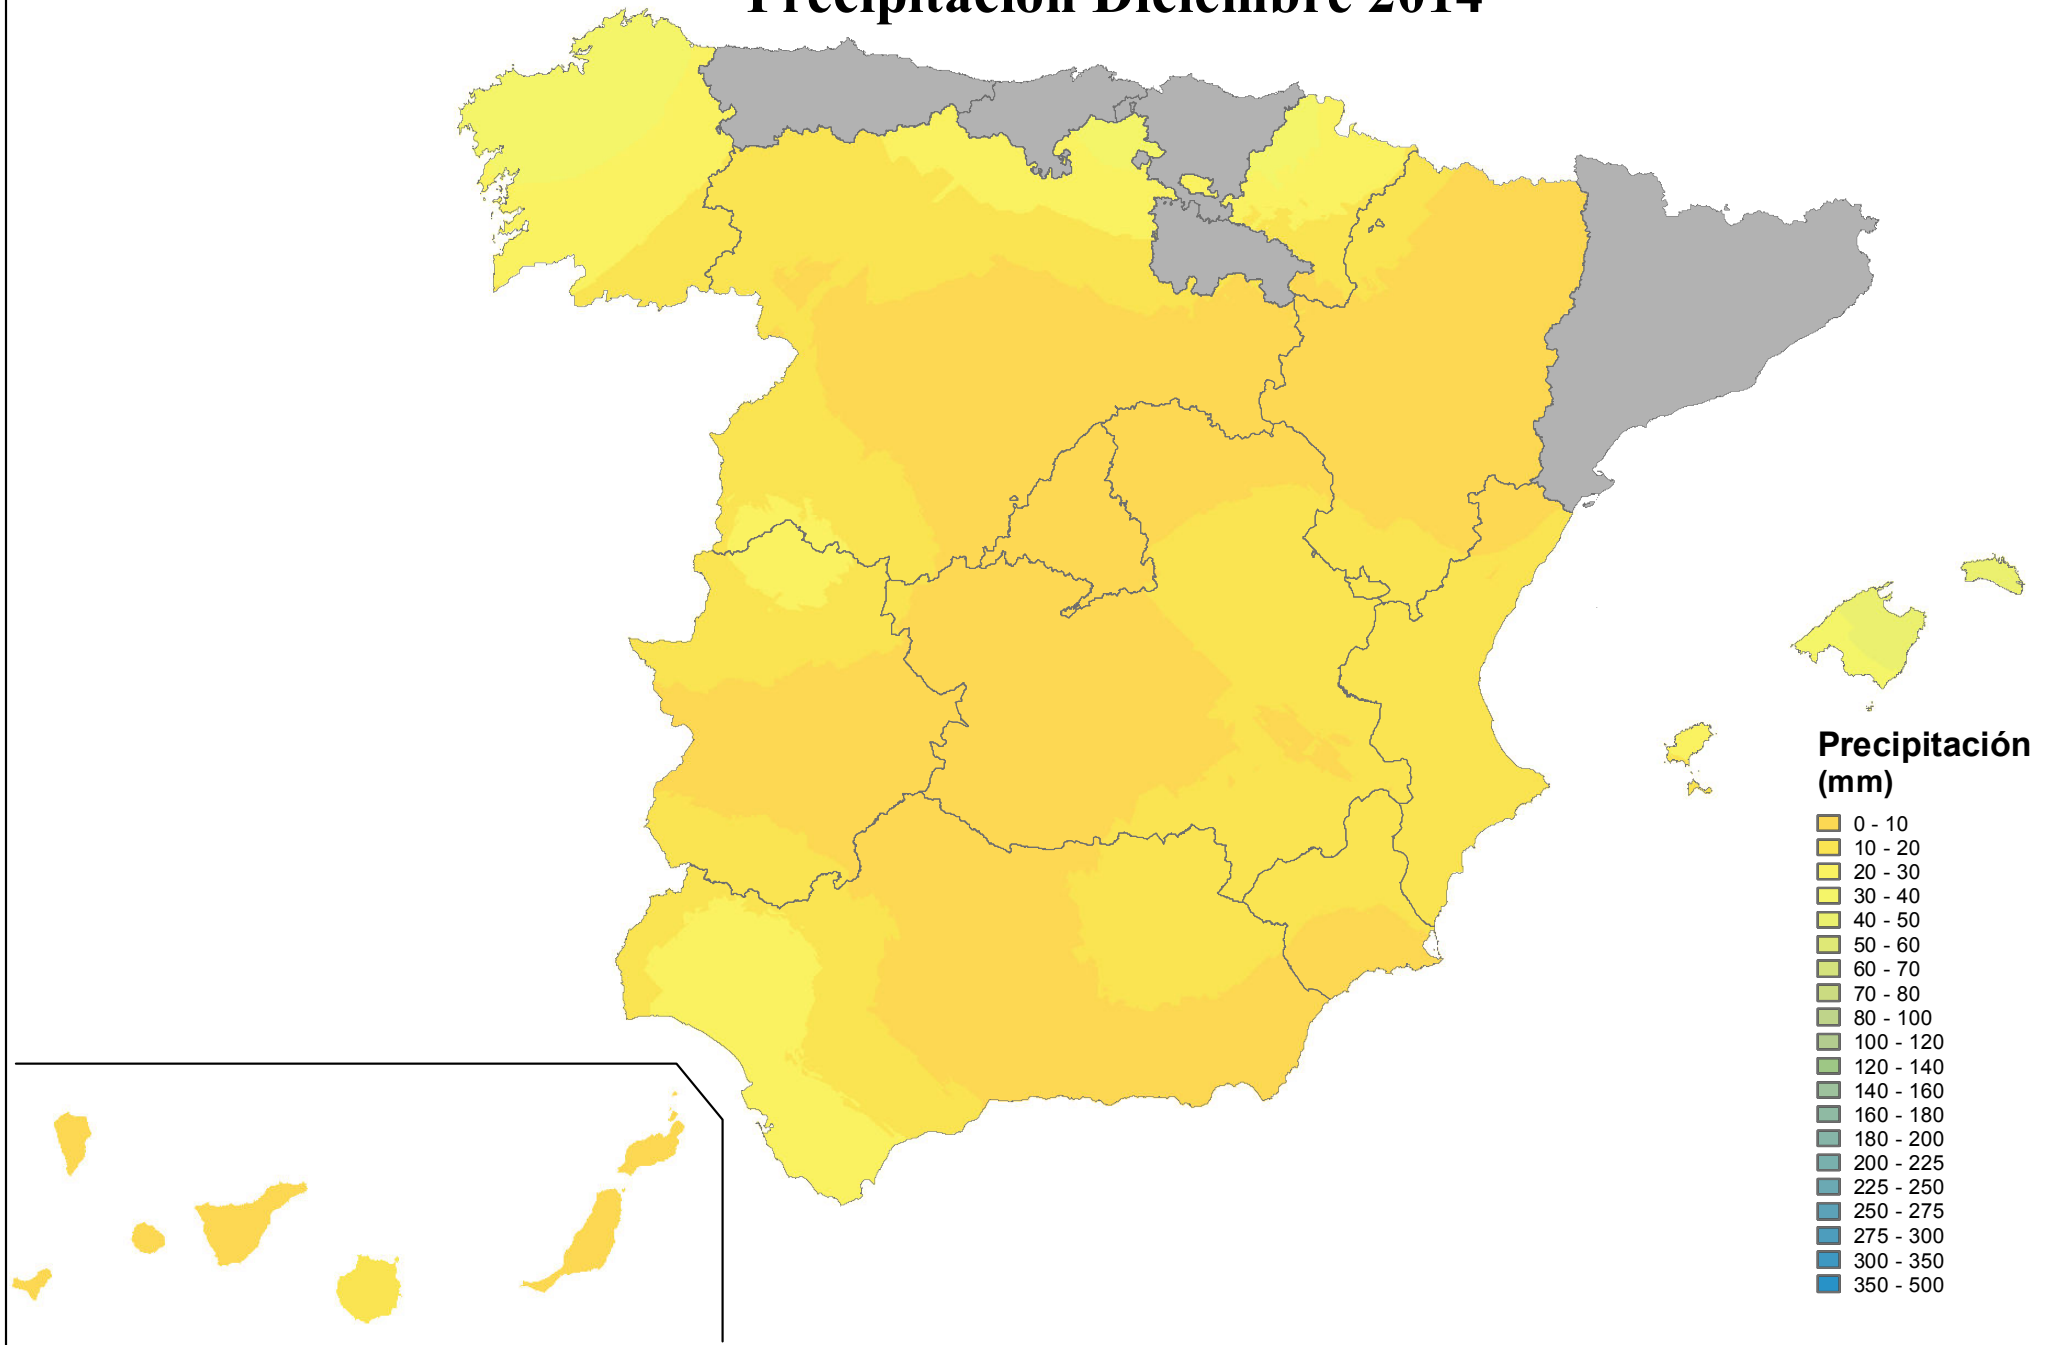 Precipitación Diciembre 2014
Precipitación
(mm)
0 - 10
10 - 20
20 - 30
30 - 40
40 - 50
50 - 60
60 - 70
70 - 80
80 - 100
100 - 120
120 - 140
140 - 160
160 - 180
180 - 200
200 - 225
225 - 250
250 - 275
275 - 300
300 - 350
350 - 500